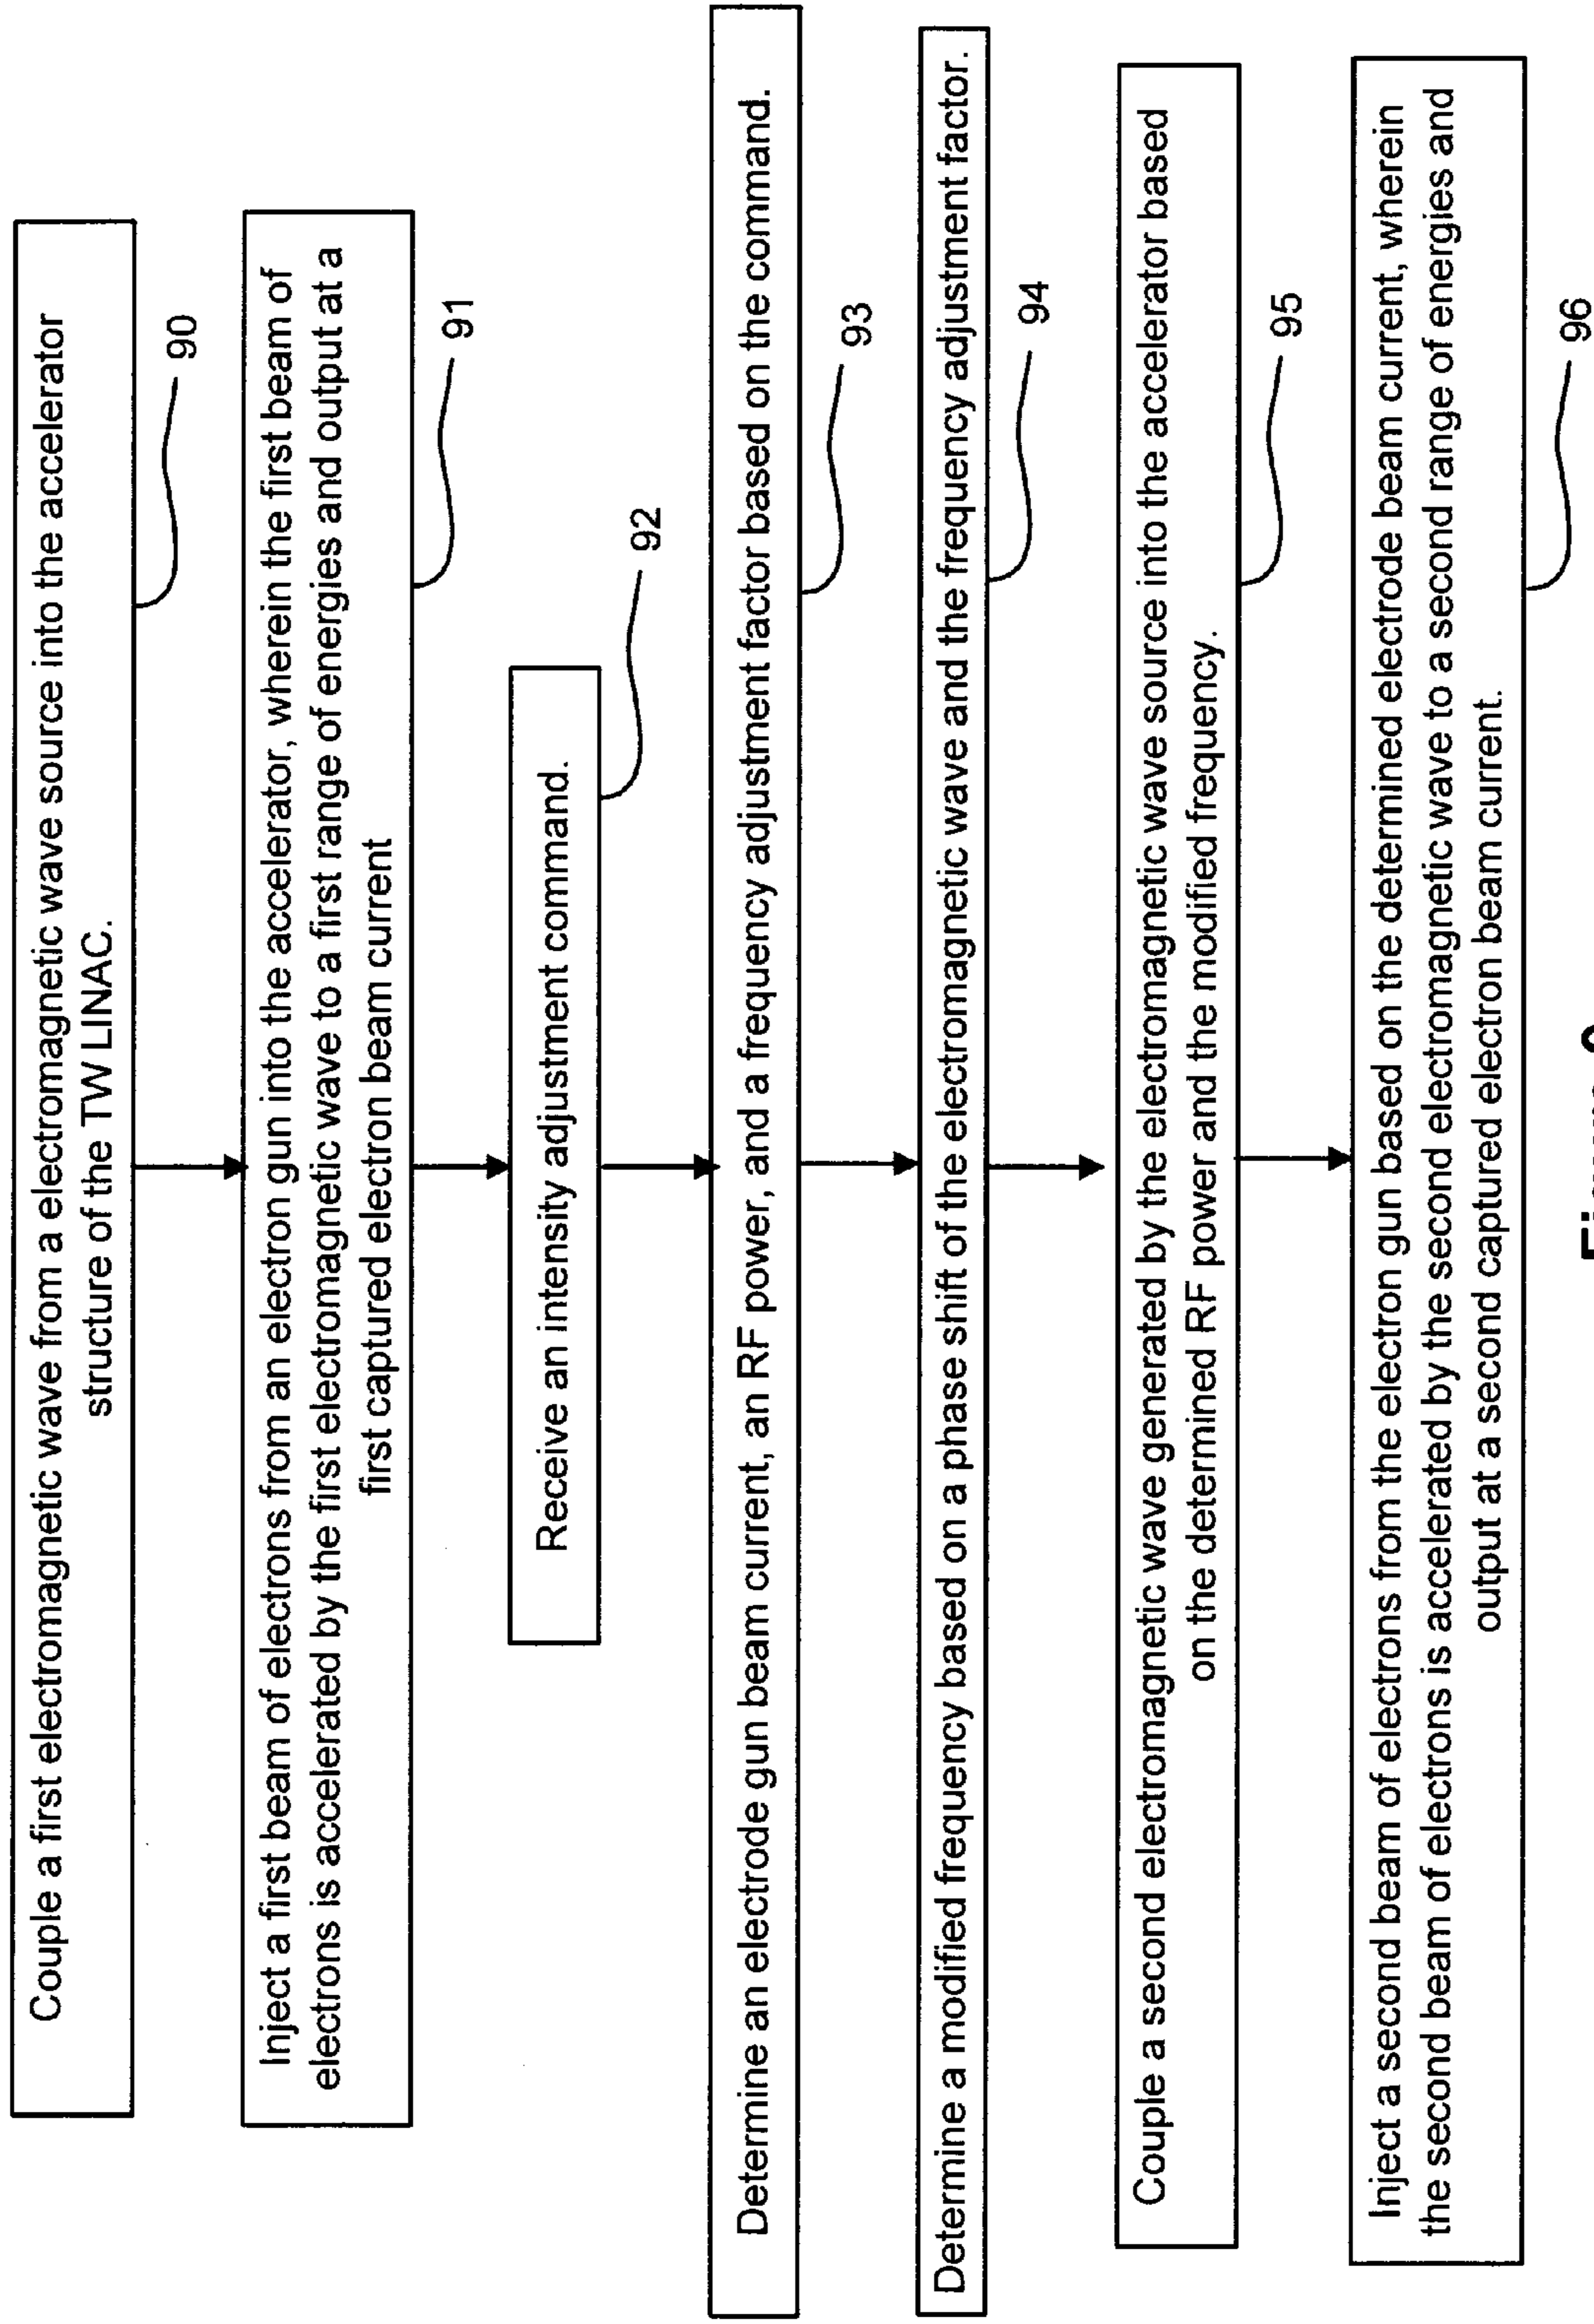 Couple a first electromagnetic wave from a electromagnetic wave source into the accelerator
structure of the TW LINAC.
90
Inject a first beam of electrons from an electron gun into the accelerator, wherein the first beam of
electrons is accelerated by the first electromagnetic wave to a first range of energies and output at a
first captured electron beam current
91
Receive an intensity adjustment command.
92
Determine an electrode gun beam current, an RF power, and a frequency adjustment factor based on the command.
93
Determine a modified frequency based on a phase shift of the electromagnetic wave and the frequency adjustment factor.
94
Couple a second electromagnetic wave generated by the electromagnetic wave source into the accelerator based
on the determined RF power and the modified frequency.
95
Inject a second beam of electrons from the electron gun based on the determined electrode beam current, wherein
the second beam of electrons is accelerated by the second electromagnetic wave to a second range of energies and
output at a second captured electron beam current.
96